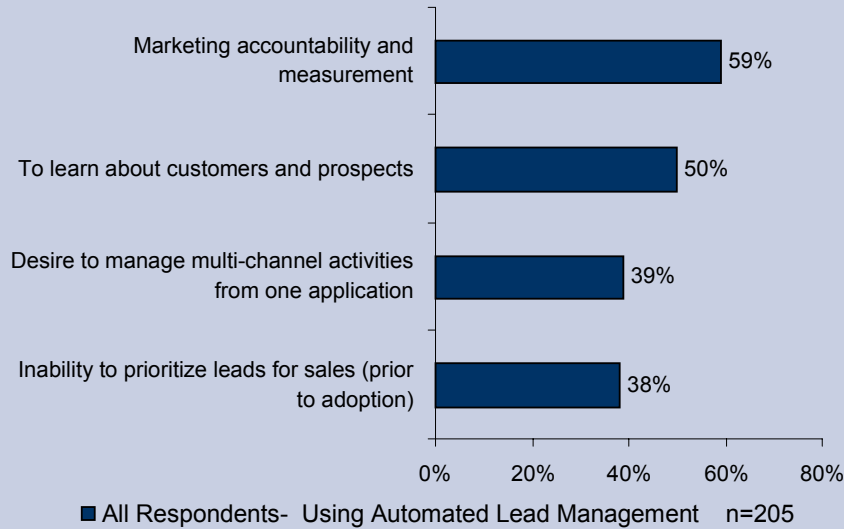 Marketing accountability and
measurement
59%
To learn about customers and prospects
50%
Desire to manage multi-channel activities
from one application
39%
Inability to prioritize leads for sales (prior
to adoption)
38%
0% 20% 40% 60% 80%
All Respondents- Using Automated Lead Management n=205